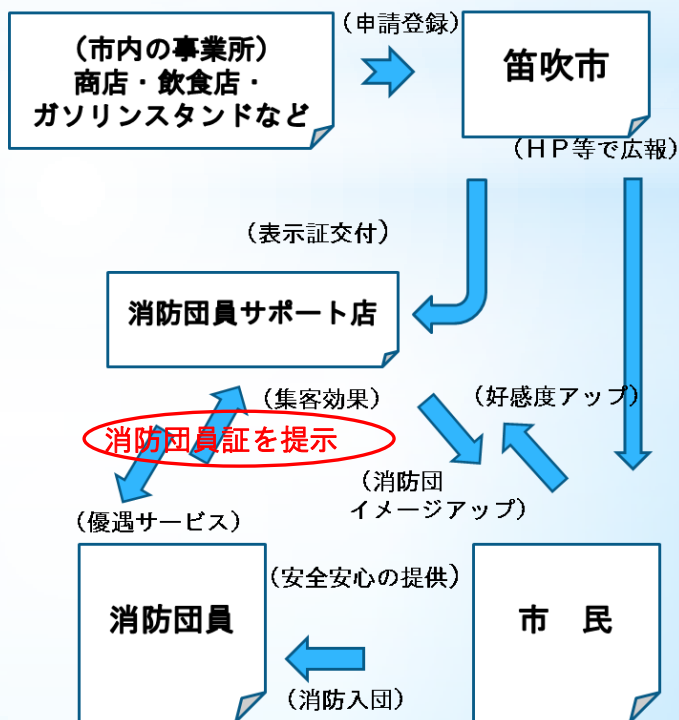 （申請登録）
（市内の事業所）
商店・飲食店・
ガソリンスタンドなど
笛吹市
（ＨＰ等で広報）
（表示証交付）
消防団員サポート店
（集客効果）
（好感度アップ）
消防団員証を提示
（消防団
イメージアップ）
（優遇サービス）
（安全安心の提供）
消防団員
市　民
（消防入団）